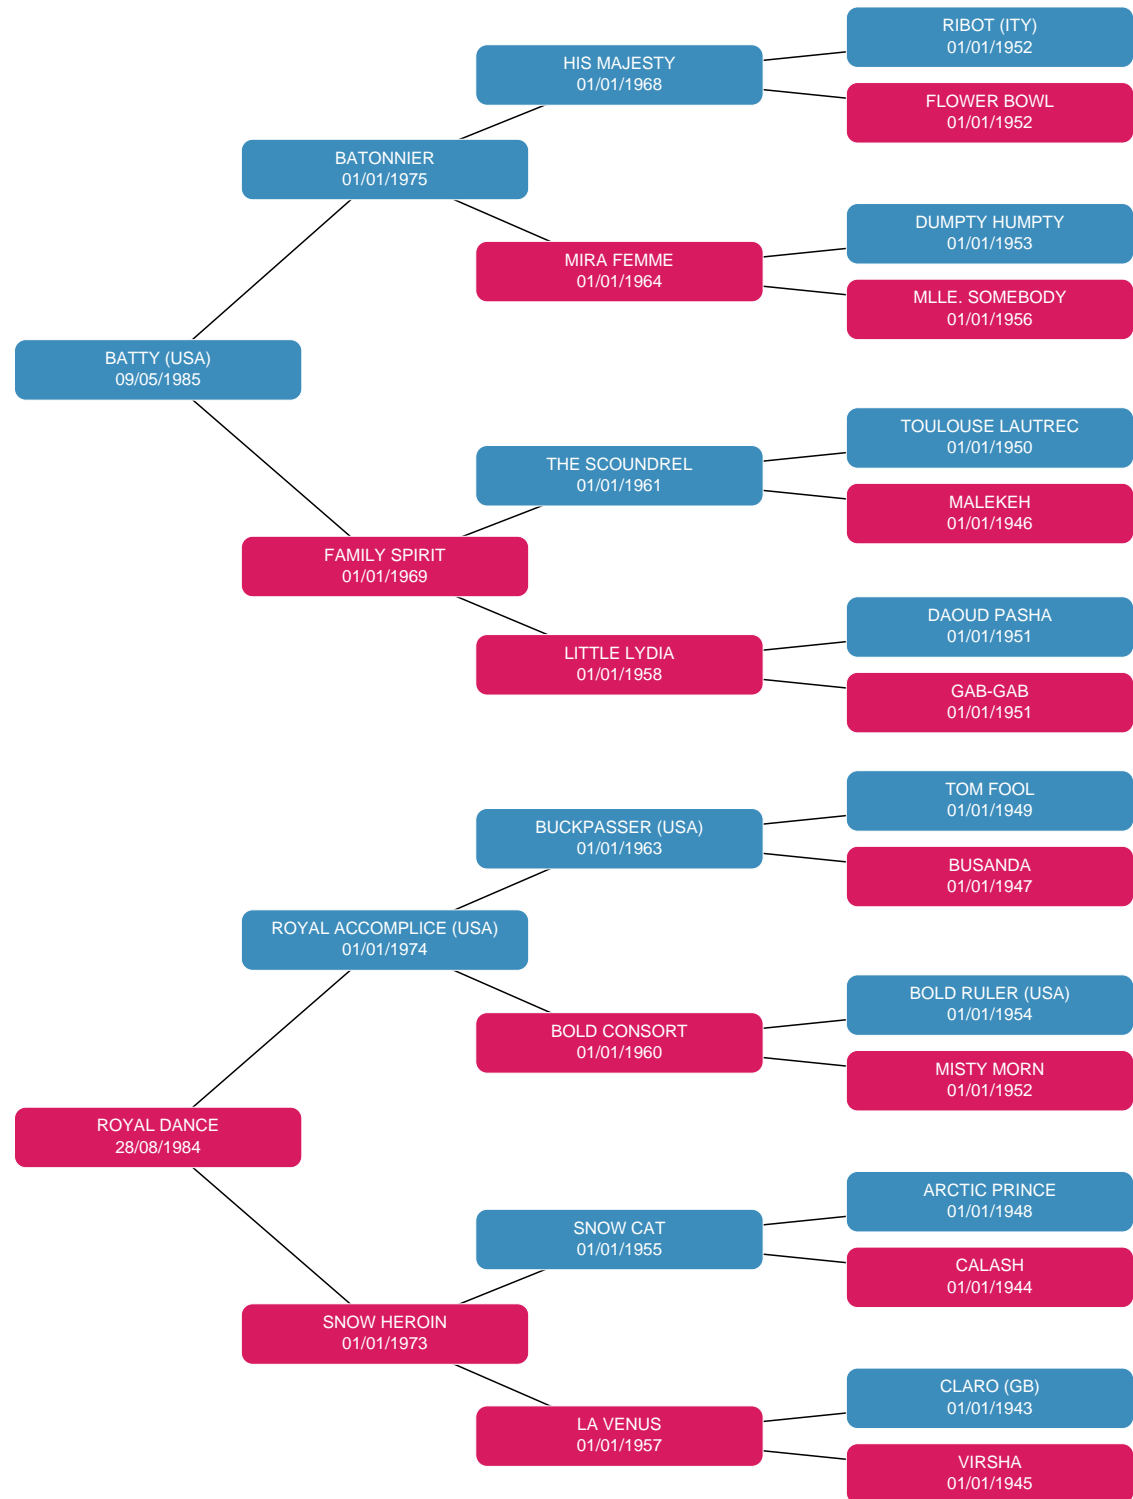 RIBOT (ITY)
01/01/1952
HIS MAJESTY
01/01/1968
FLOWER BOWL
01/01/1952
BATONNIER
01/01/1975
DUMPTY HUMPTY
01/01/1953
MIRA FEMME
01/01/1964
MLLE. SOMEBODY
01/01/1956
BATTY (USA)
09/05/1985
TOULOUSE LAUTREC
01/01/1950
THE SCOUNDREL
01/01/1961
MALEKEH
01/01/1946
FAMILY SPIRIT
01/01/1969
DAOUD PASHA
01/01/1951
LITTLE LYDIA
01/01/1958
GAB-GAB
01/01/1951
TOM FOOL
01/01/1949
BUCKPASSER (USA)
01/01/1963
BUSANDA
01/01/1947
ROYAL ACCOMPLICE (USA)
01/01/1974
BOLD RULER (USA)
01/01/1954
BOLD CONSORT
01/01/1960
MISTY MORN
01/01/1952
ROYAL DANCE
28/08/1984
ARCTIC PRINCE
01/01/1948
SNOW CAT
01/01/1955
CALASH
01/01/1944
SNOW HEROIN
01/01/1973
CLARO (GB)
01/01/1943
LA VENUS
01/01/1957
VIRSHA
01/01/1945